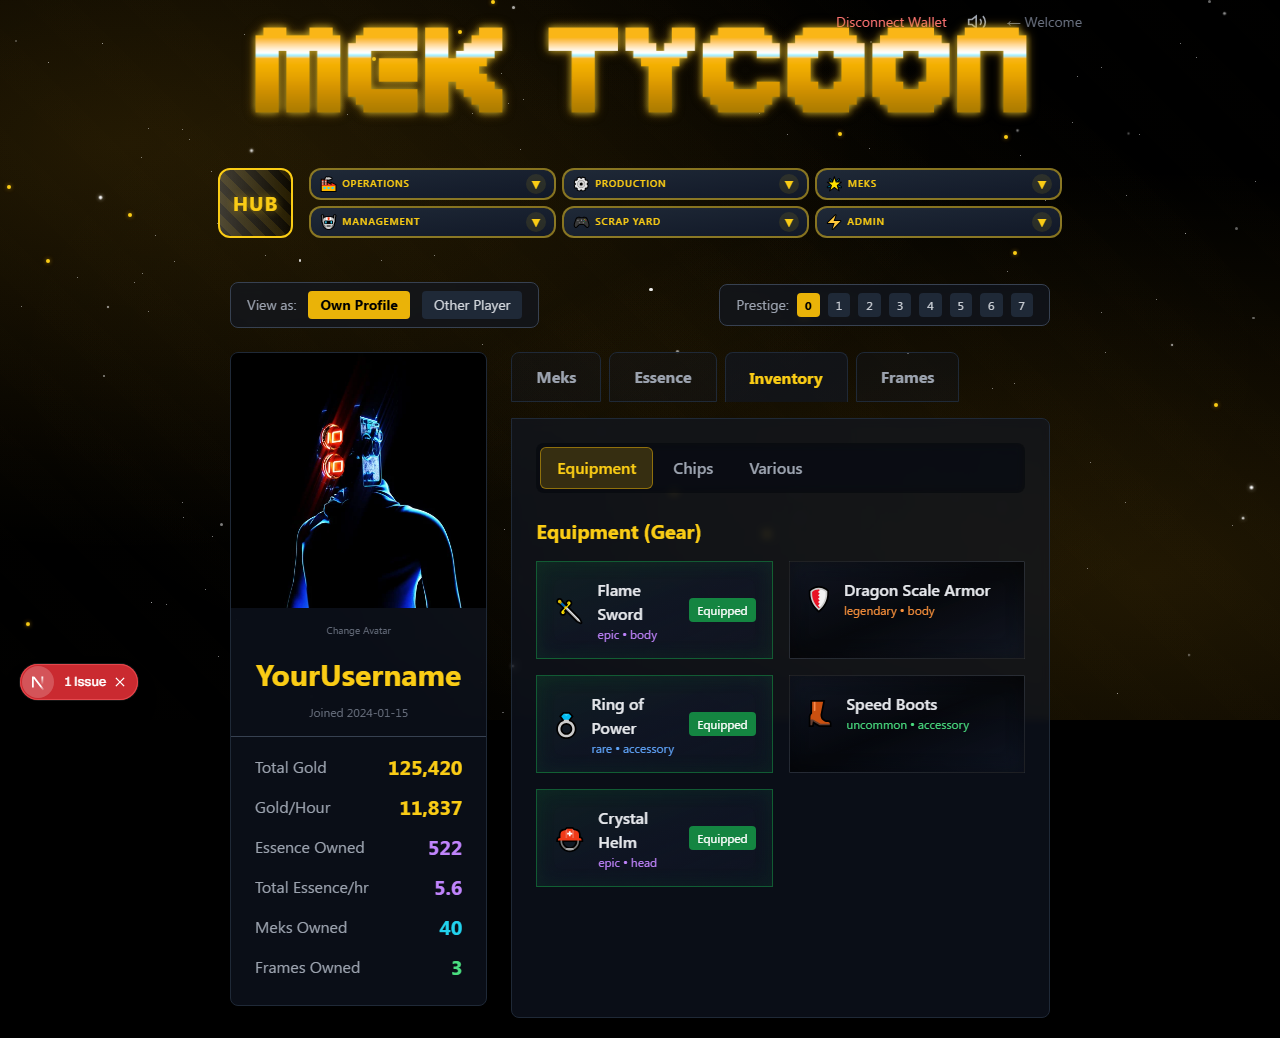 Disconnect Wallet
← Welcome
MEK TYCOON
HUB
OPERATIONS ▼
PRODUCTION ▼
MEKS ▼
MANAGEMENT ▼
SCRAP YARD ▼
ADMIN ▼
View as: Own Profile Other Player
Prestige: 0 1 2 3 4 5 6 7
Meks Essence Inventory Frames
Equipment Chips Various
Equipment (Gear)
Flame
Sword
epic • body
Equipped
Dragon Scale Armor
legendary • body
Ring of
Power
rare • accessory
Equipped
Speed Boots
uncommon • accessory
Crystal
Helm
epic • head
Equipped
Change Avatar
YourUsername
Joined 2024-01-15
Total Gold 125,420
Gold/Hour 11,837
Essence Owned 522
Total Essence/hr 5.6
Meks Owned 40
Frames Owned 3
N 1 Issue ×